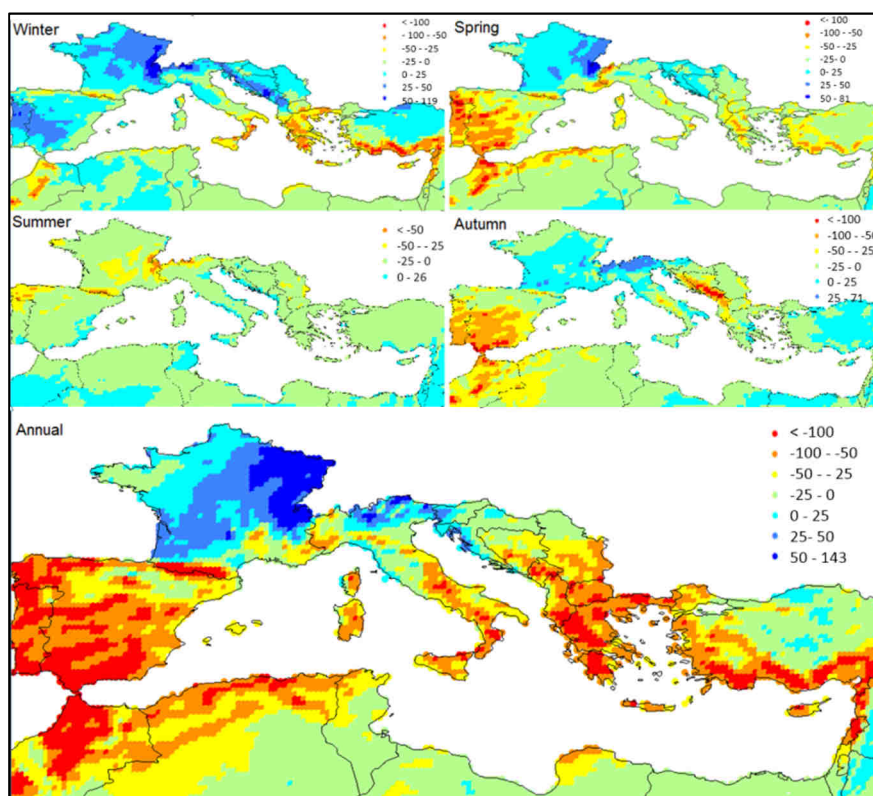 Winter
< -100
-100 - -50
-50 - -25
-25 - 0
0 - 25
25 - 50
50 - 119
Spring
<- 100
-100 - -50
-50 - -25
-25 - 0
0 - 25
25 - 50
50 - 81
Summer
< -50
-50 - -25
-25 - 0
0 - 26
Autumn
< -100
-100 - -50
-50 - -25
-25 - 0
0 - 25
25 - 71
Annual
< -100
-100 - -50
-50 - - 25
-25 - 0
0 - 25
25- 50
50 - 143